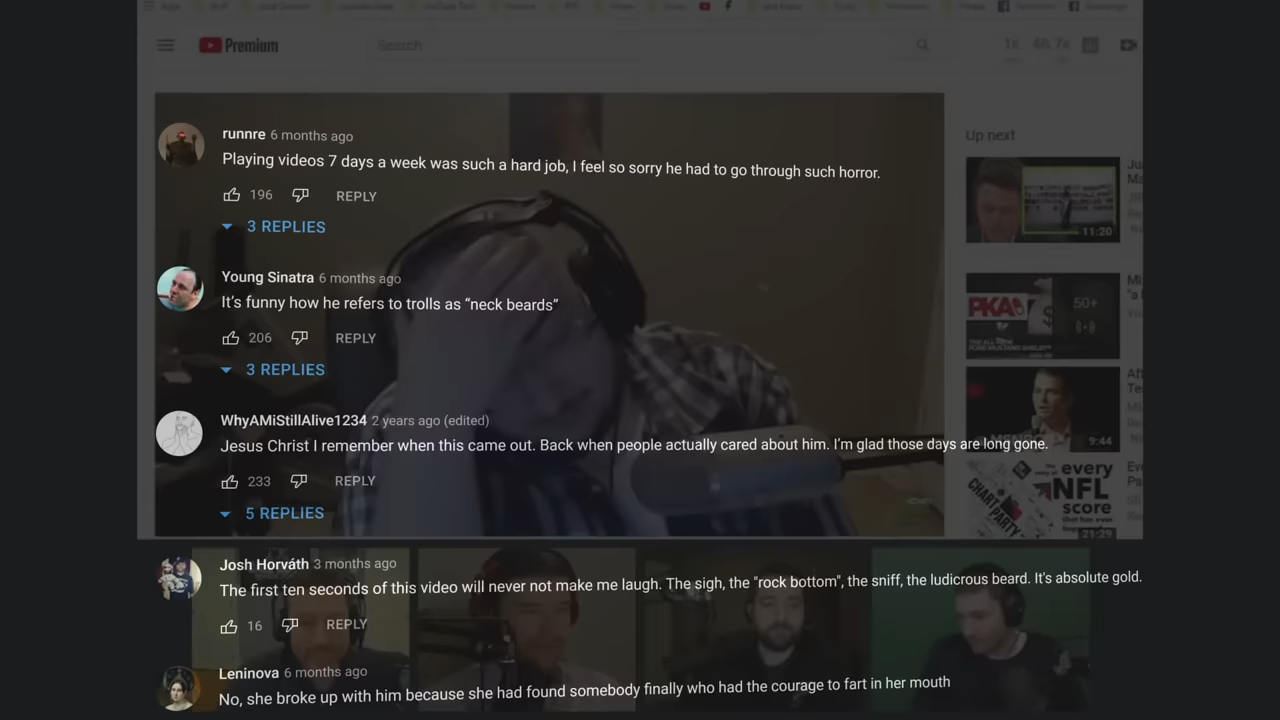 Premium
Search
1K 46.7K
Up next
11:20
PKA
50+
9:44
CHART PARTY
every
NFL
score
21:29
runnre 6 months ago
Playing videos 7 days a week was such a hard job, I feel so sorry he had to go through such horror.
196 REPLY
3 REPLIES
Young Sinatra 6 months ago
It's funny how he refers to trolls as “neck beards”
206 REPLY
3 REPLIES
WhyAMiStillAlive1234 2 years ago (edited)
Jesus Christ I remember when this came out. Back when people actually cared about him. I'm glad those days are long gone.
233 REPLY
5 REPLIES
Josh Horváth 3 months ago
The first ten seconds of this video will never not make me laugh. The sigh, the "rock bottom", the sniff, the ludicrous beard. It's absolute gold.
16 REPLY
Leninova 6 months ago
No, she broke up with him because she had found somebody finally who had the courage to fart in her mouth